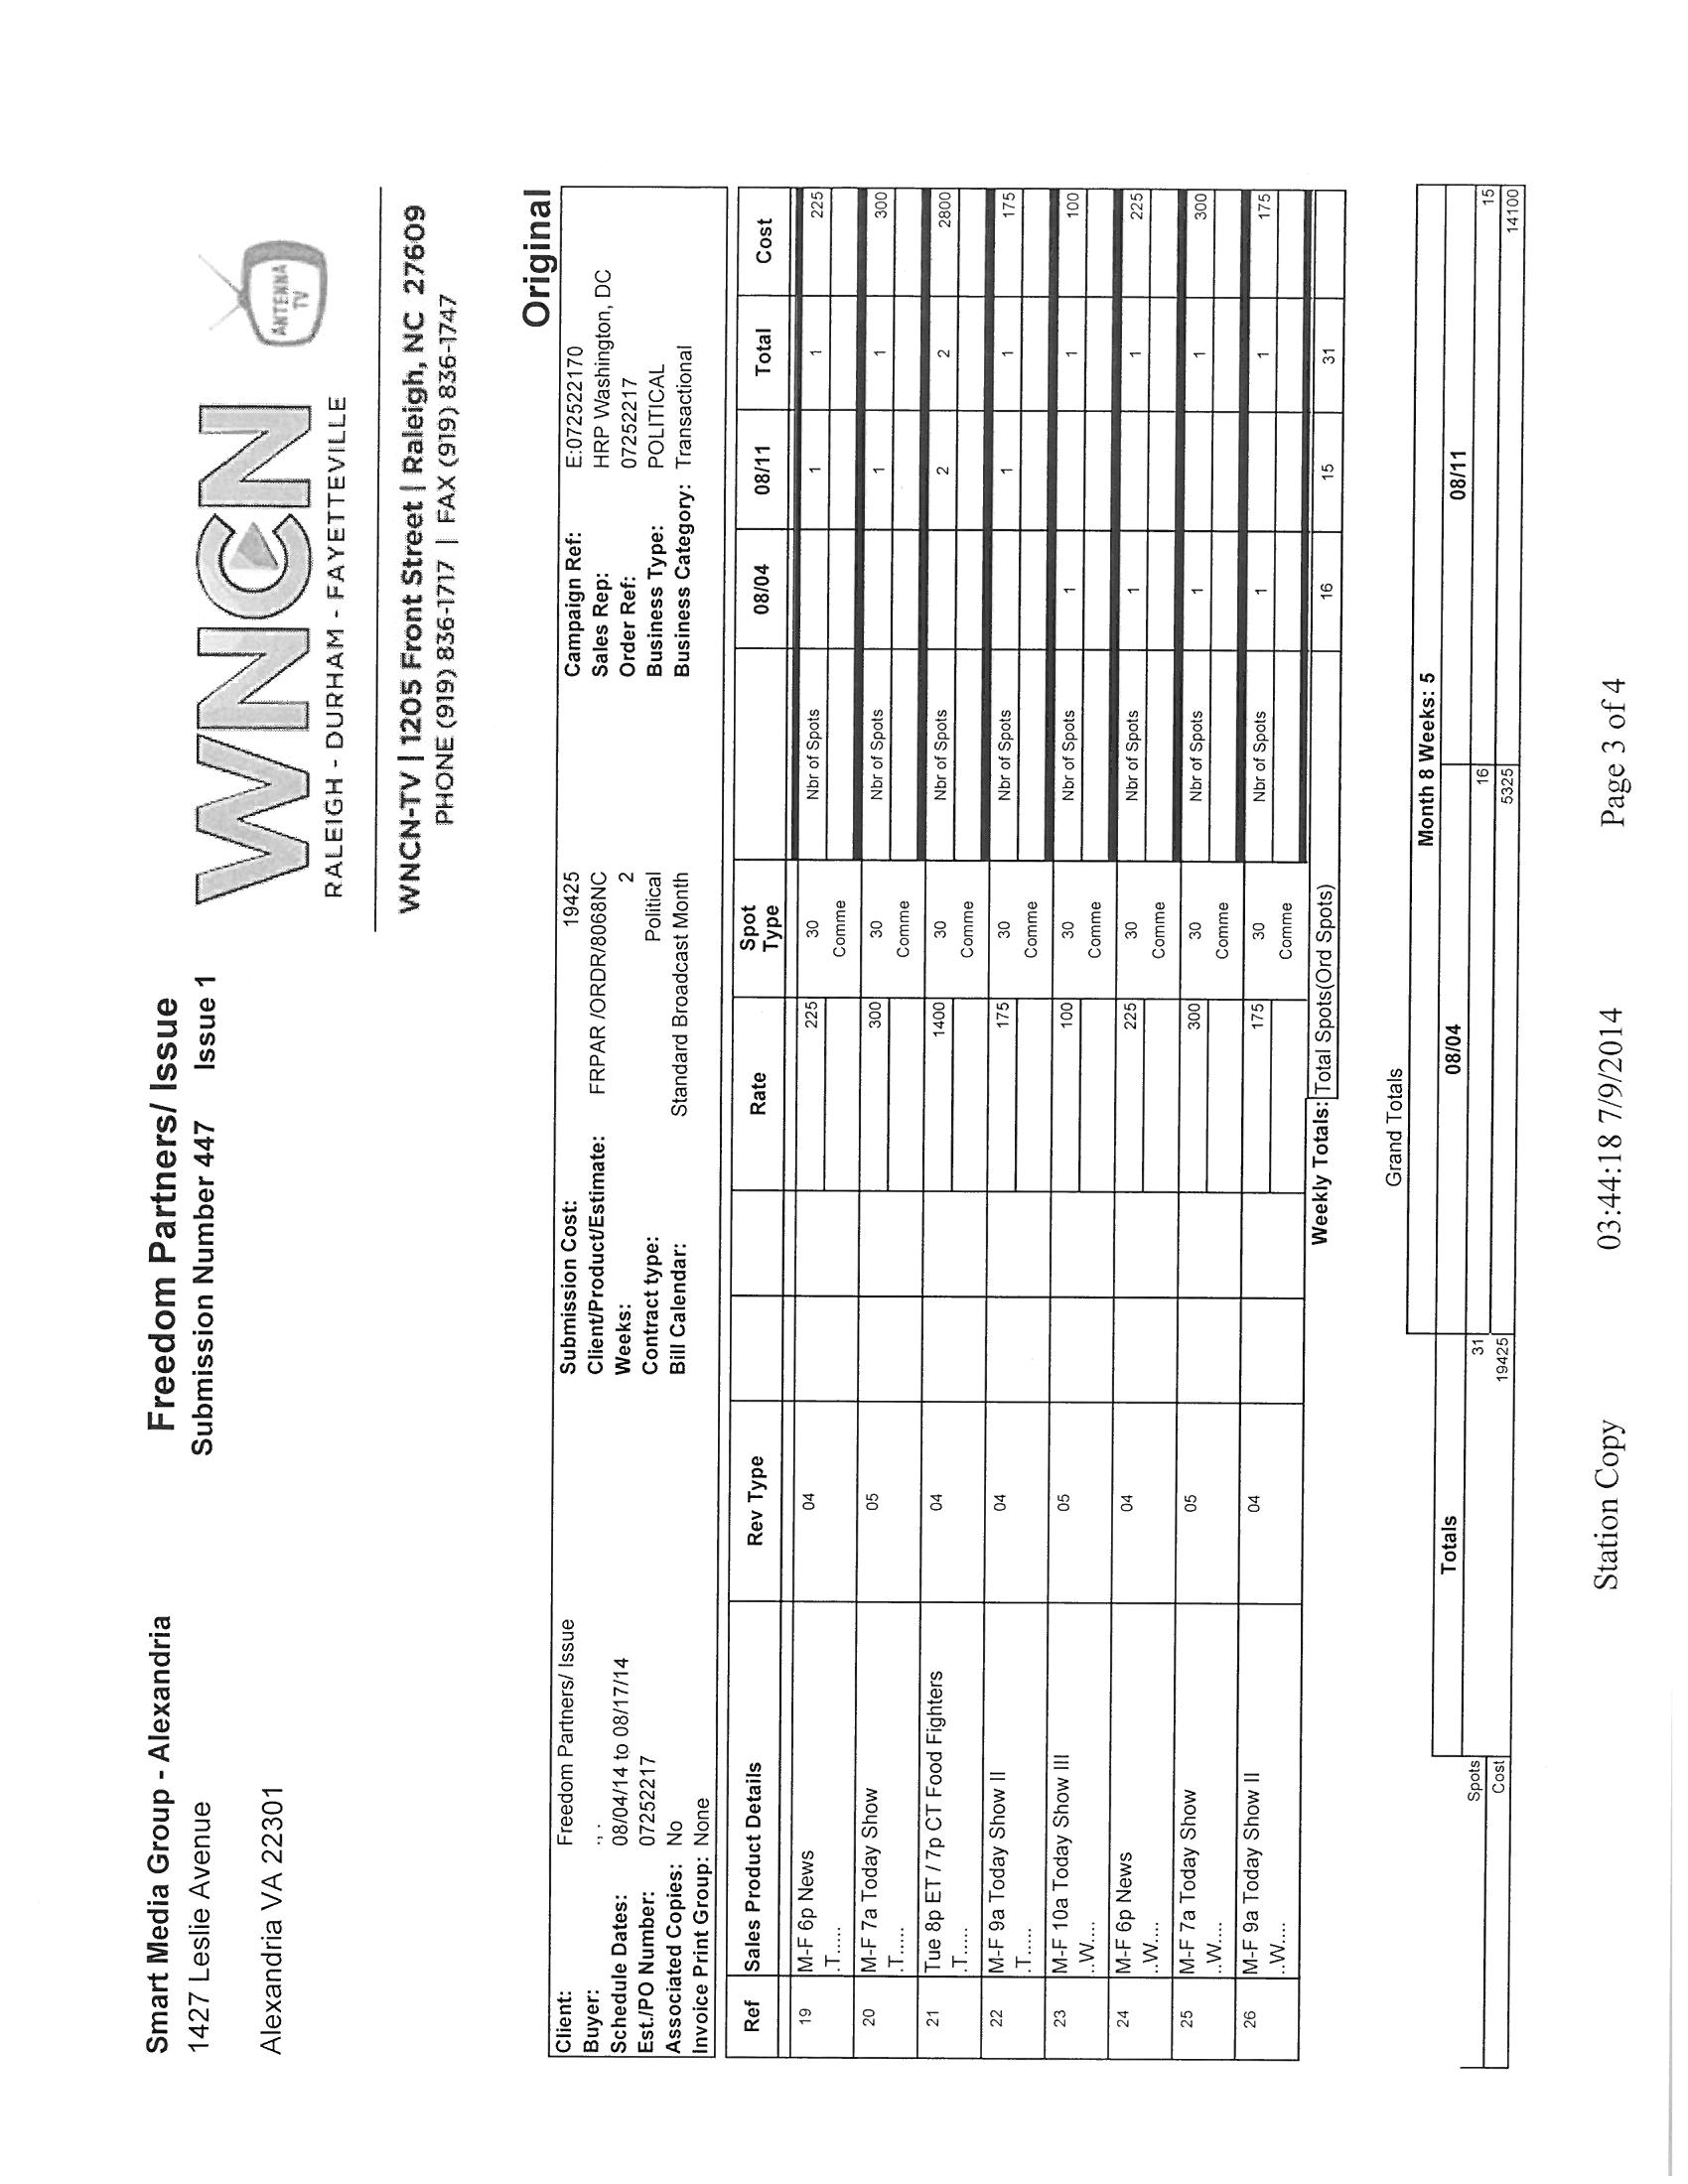 Smart Media Group - Alexandria
1427 Leslie Avenue
Alexandria VA 22301
Freedom Partners/ Issue
Submission Number 447 Issue 1
WNCN
RALEIGH - DURHAM - FAYETTEVILLE
ANTENNA
TV
WNCN-TV | 1205 Front Street | Raleigh, NC 27609
PHONE (919) 836-1717 | FAX (919) 836-1747
Original
Client: Freedom Partners/ Issue Submission Cost: 19425 Campaign Ref: E:072522170
Buyer: ., . Client/Product/Estimate: FRPAR /ORDR/8068NC Sales Rep: HRP Washington, DC
Schedule Dates: 08/04/14 to 08/17/14 Weeks: 2 Order Ref: 07252217
Est./PO Number: 07252217 Contract type: Political Business Type: POLITICAL
Associated Copies: No Bill Calendar: Standard Broadcast Month Business Category: Transactional
Invoice Print Group: None
Ref Sales Product Details Rev Type Rate Spot Type 08/04 08/11 Total Cost
19 M-F 6p News 04 225 30 Nbr of Spots 1 1 225
.T..... Comme
20 M-F 7a Today Show 05 300 30 Nbr of Spots 1 1 300
.T..... Comme
21 Tue 8p ET / 7p CT Food Fighters 04 1400 30 Nbr of Spots 2 2 2800
.T..... Comme
22 M-F 9a Today Show II 04 175 30 Nbr of Spots 1 1 175
.T..... Comme
23 M-F 10a Today Show III 05 100 30 Nbr of Spots 1 1 100
..W.... Comme
24 M-F 6p News 04 225 30 Nbr of Spots 1 1 225
..W.... Comme
25 M-F 7a Today Show 05 300 30 Nbr of Spots 1 1 300
..W.... Comme
26 M-F 9a Today Show II 04 175 30 Nbr of Spots 1 1 175
..W.... Comme
Weekly Totals: Total Spots(Ord Spots) 16 15 31
Grand Totals
Month 8 Weeks: 5
Totals 08/04 08/11
Spots 31 16 15
Cost 19425 5325 14100
Station Copy 03:44:18 7/9/2014 Page 3 of 4